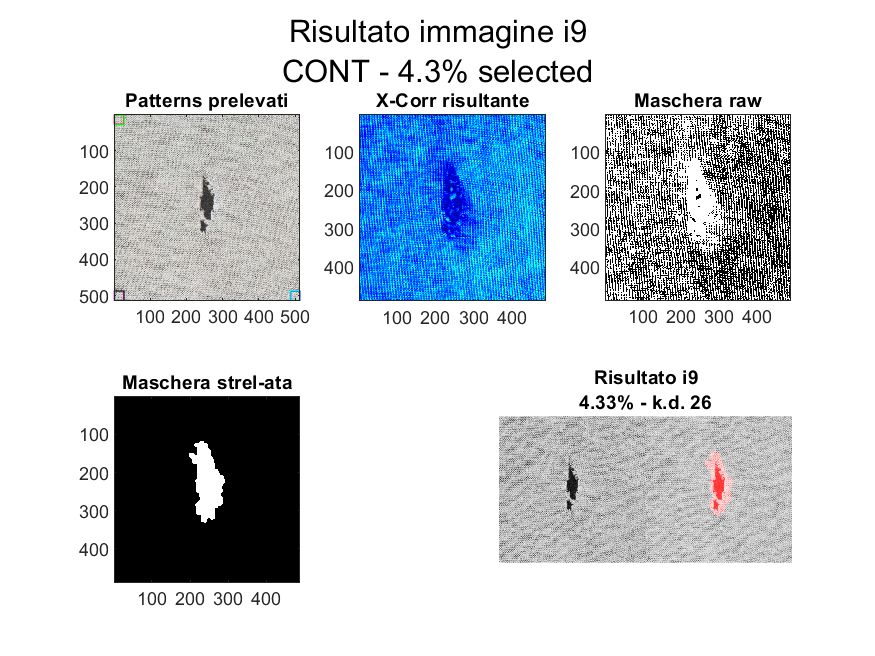 Risultato immagine i9
CONT - 4.3% selected
Patterns prelevati
100
200
300
400
500
100 200 300 400 500
X-Corr risultante
100
200
300
400
100 200 300 400
Maschera raw
100
200
300
400
100 200 300 400
Maschera strel-ata
100
200
300
400
100 200 300 400
Risultato i9
4.33% - k.d. 26